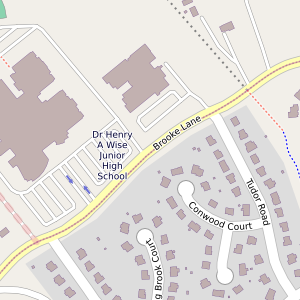 Dr Henry
A Wise
Junior
High
School
Brooke Lane
Tudor Road
Conwood Court
Brook Court